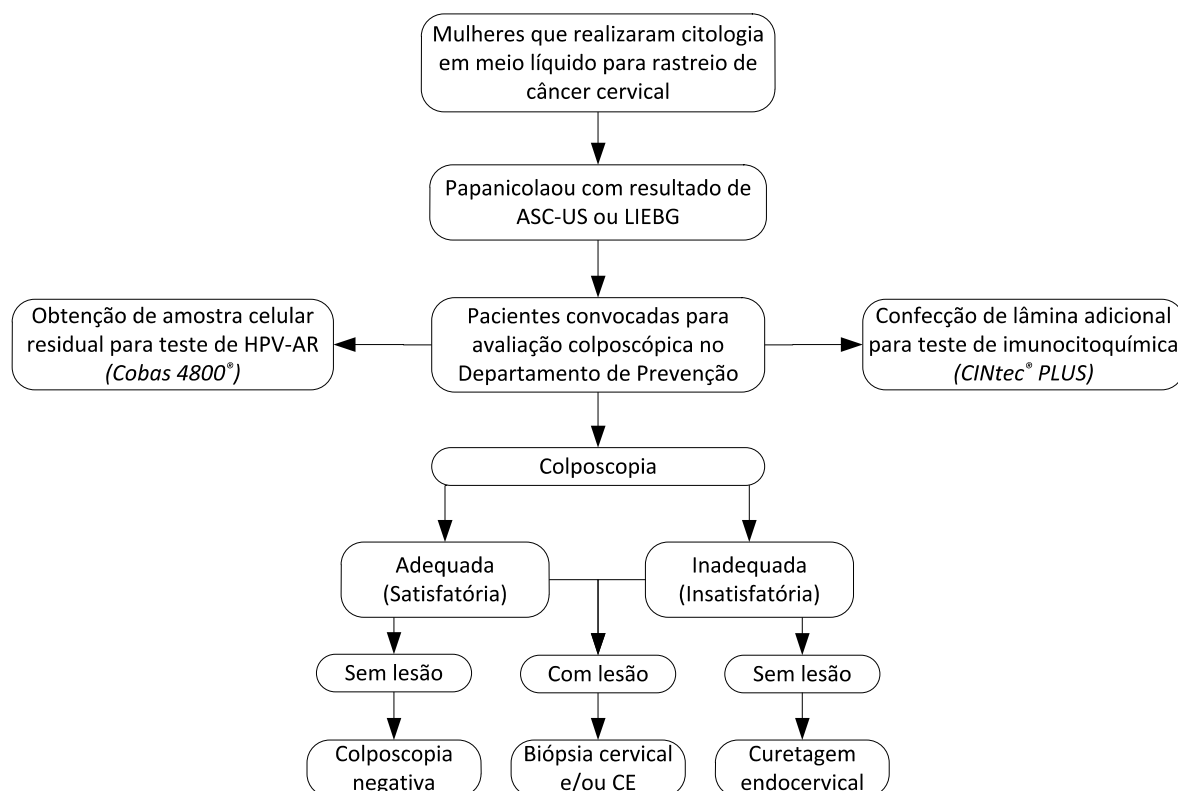 Mulheres que realizaram citologia
em meio líquido para rastreio de
câncer cervical
Papanicolaou com resultado de
ASC-US ou LIEBG
Obtenção de amostra celular
residual para teste de HPV-AR
(Cobas 4800®)
Pacientes convocadas para
avaliação colposcópica no
Departamento de Prevenção
Confecção de lâmina adicional
para teste de imunocitoquímica
(CINtec® PLUS)
Colposcopia
Adequada
(Satisfatória)
Inadequada
(Insatisfatória)
Sem lesão
Com lesão
Sem lesão
Colposcopia
negativa
Biópsia cervical
e/ou CE
Curetagem
endocervical